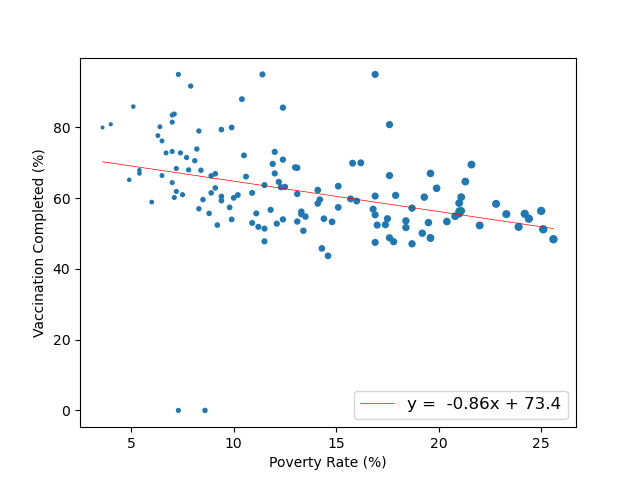 80
60
40
20
0
Vaccination Completed (%)
y = -0.86x + 73.4
5 10 15 20 25
Poverty Rate (%)